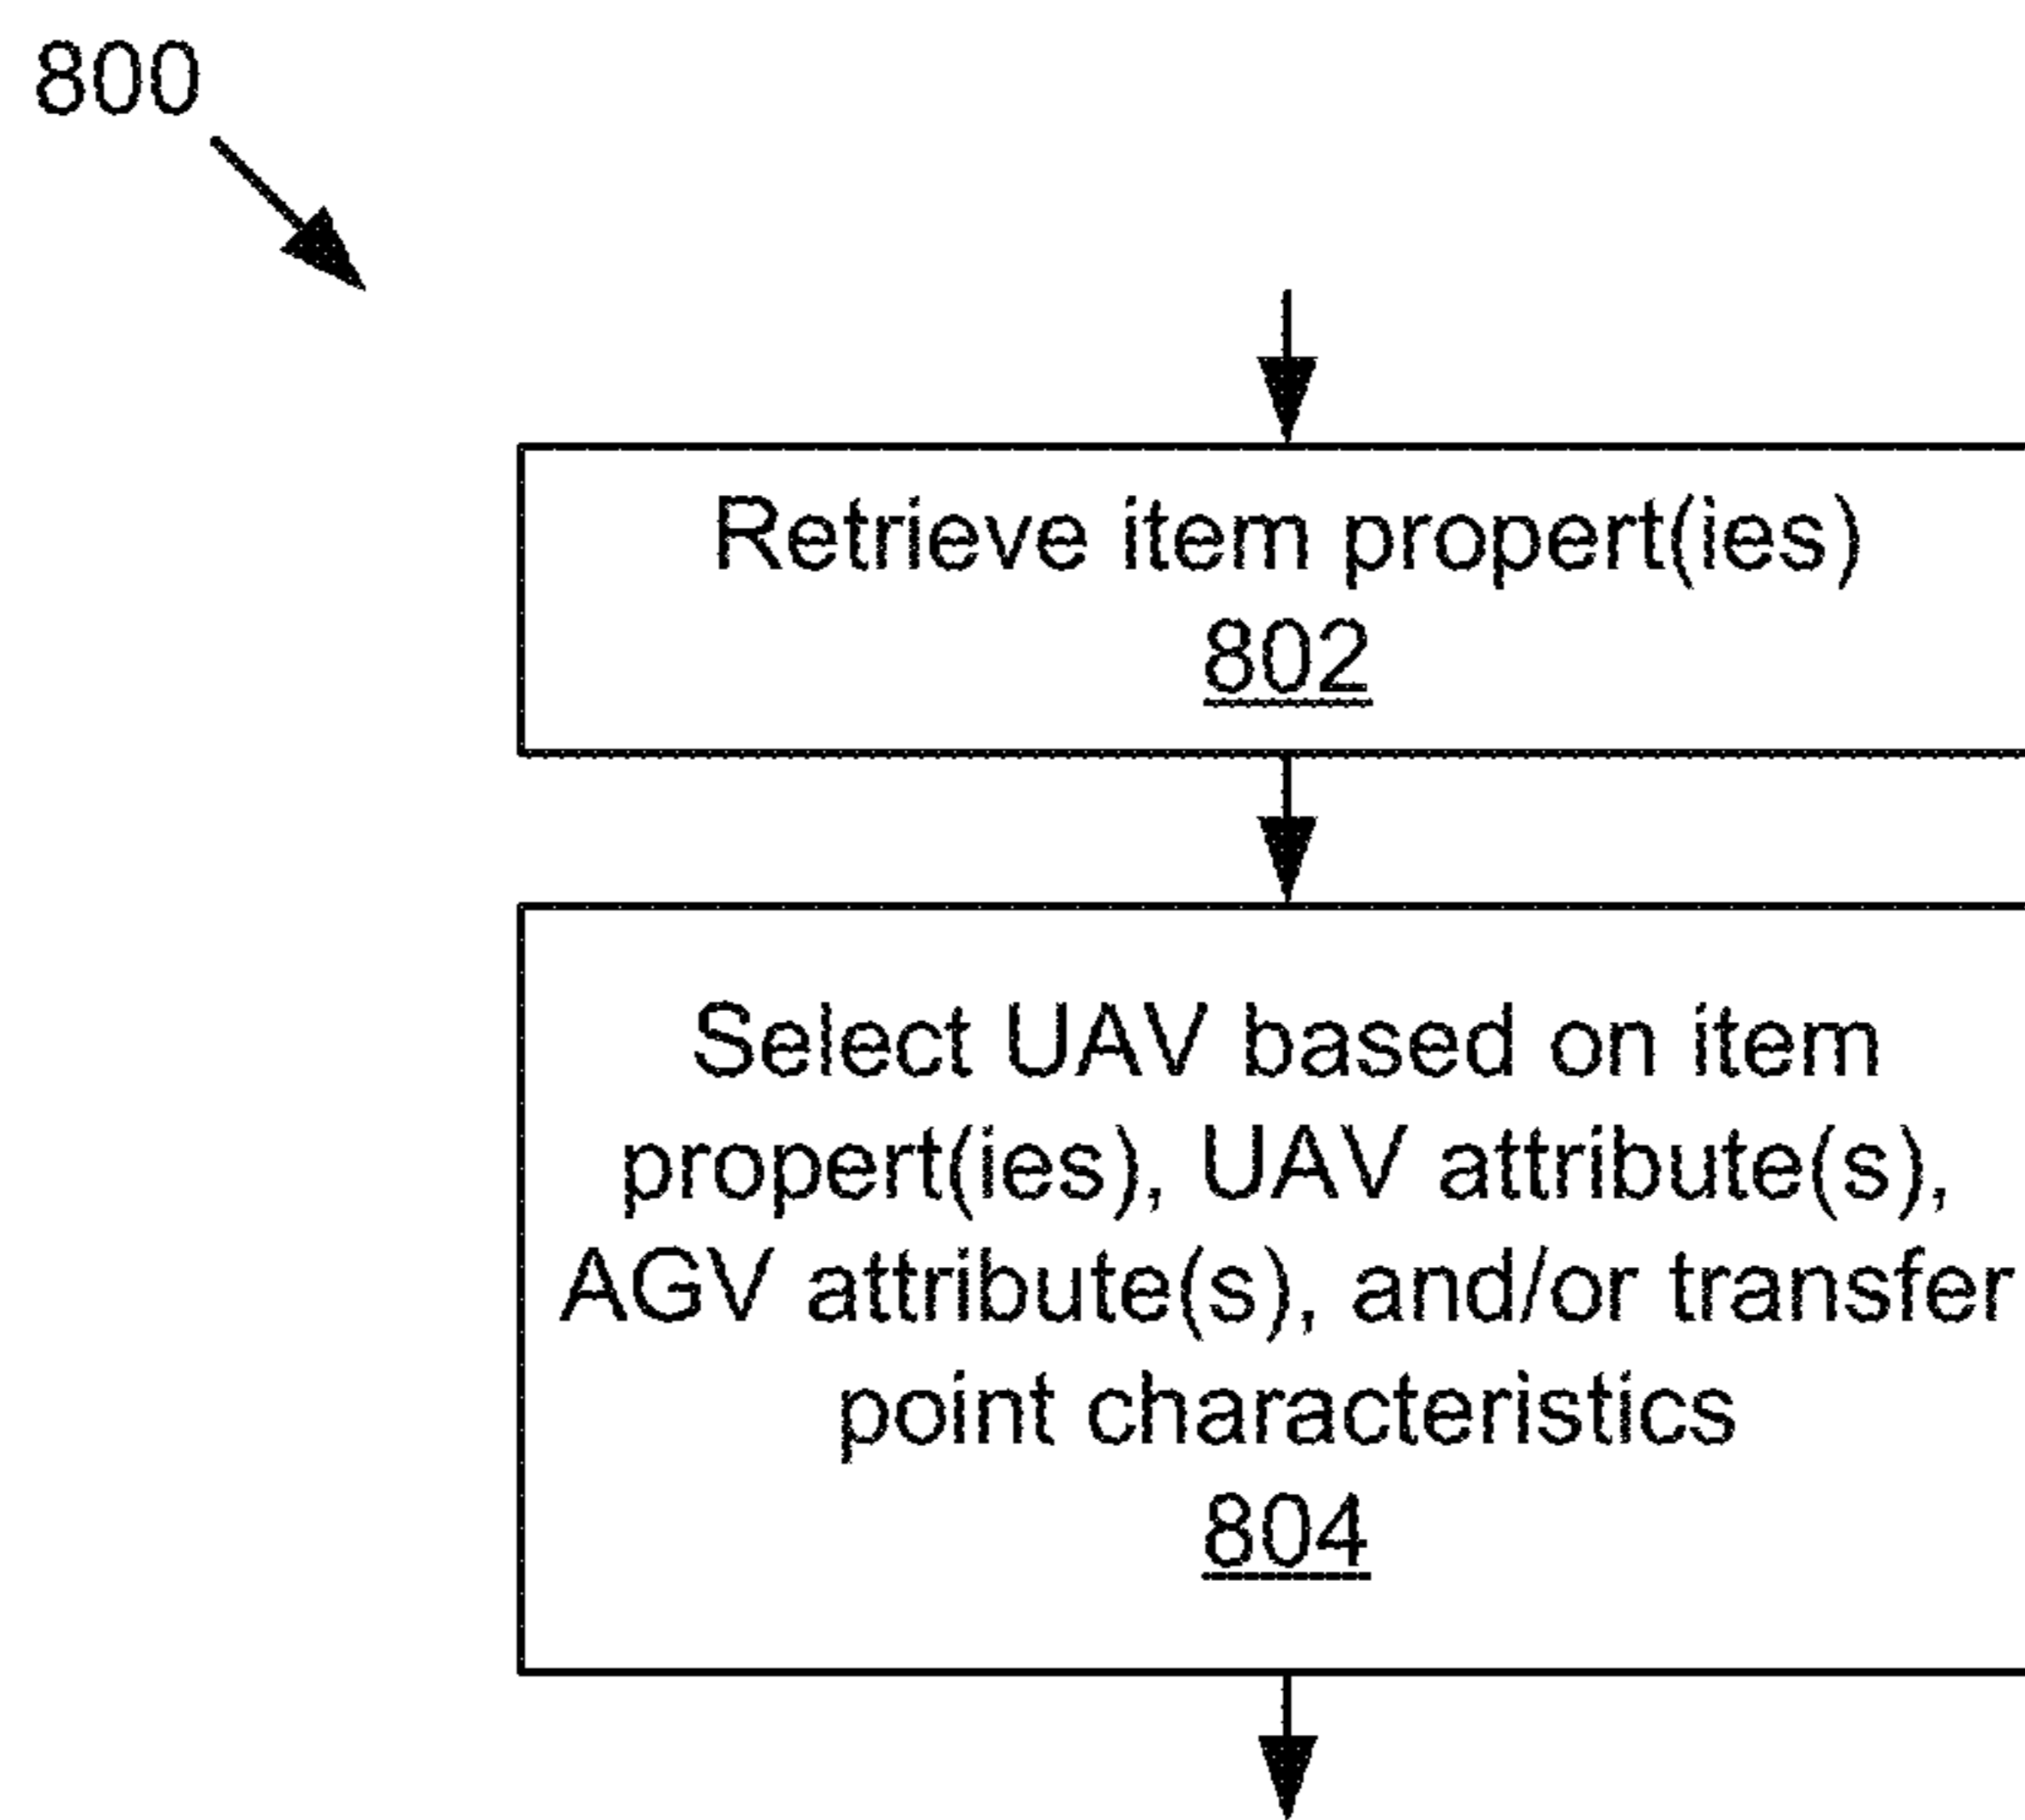 800
Retrieve item propert(ies)
802
Select UAV based on item
propert(ies), UAV attribute(s),
AGV attribute(s), and/or transfer
point characteristics
804